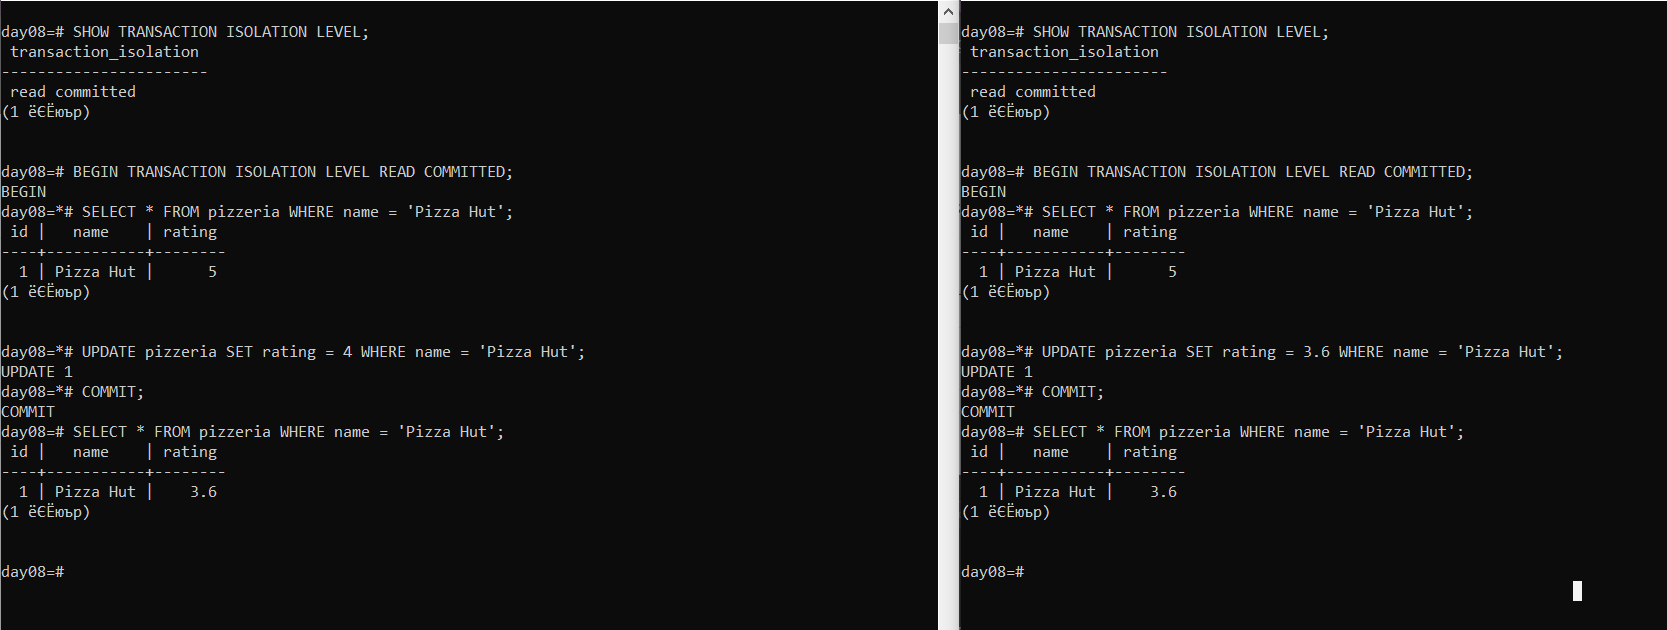 day08=# SHOW TRANSACTION ISOLATION LEVEL;
 transaction_isolation
-----------------------
 read committed
(1 ёЄЁюър)
day08=# BEGIN TRANSACTION ISOLATION LEVEL READ COMMITTED;
BEGIN
day08=*# SELECT * FROM pizzeria WHERE name = 'Pizza Hut';
 id |   name    | rating
----+-----------+--------
  1 | Pizza Hut |      5
(1 ёЄЁюър)
day08=*# UPDATE pizzeria SET rating = 4 WHERE name = 'Pizza Hut';
UPDATE 1
day08=*# COMMIT;
COMMIT
day08=# SELECT * FROM pizzeria WHERE name = 'Pizza Hut';
 id |   name    | rating
----+-----------+--------
  1 | Pizza Hut |    3.6
(1 ёЄЁюър)
day08=#
day08=# SHOW TRANSACTION ISOLATION LEVEL;
 transaction_isolation
-----------------------
 read committed
(1 ёЄЁюър)
day08=# BEGIN TRANSACTION ISOLATION LEVEL READ COMMITTED;
BEGIN
day08=*# SELECT * FROM pizzeria WHERE name = 'Pizza Hut';
 id |   name    | rating
----+-----------+--------
  1 | Pizza Hut |      5
(1 ёЄЁюър)
day08=*# UPDATE pizzeria SET rating = 3.6 WHERE name = 'Pizza Hut';
UPDATE 1
day08=*# COMMIT;
COMMIT
day08=# SELECT * FROM pizzeria WHERE name = 'Pizza Hut';
 id |   name    | rating
----+-----------+--------
  1 | Pizza Hut |    3.6
(1 ёЄЁюър)
day08=#